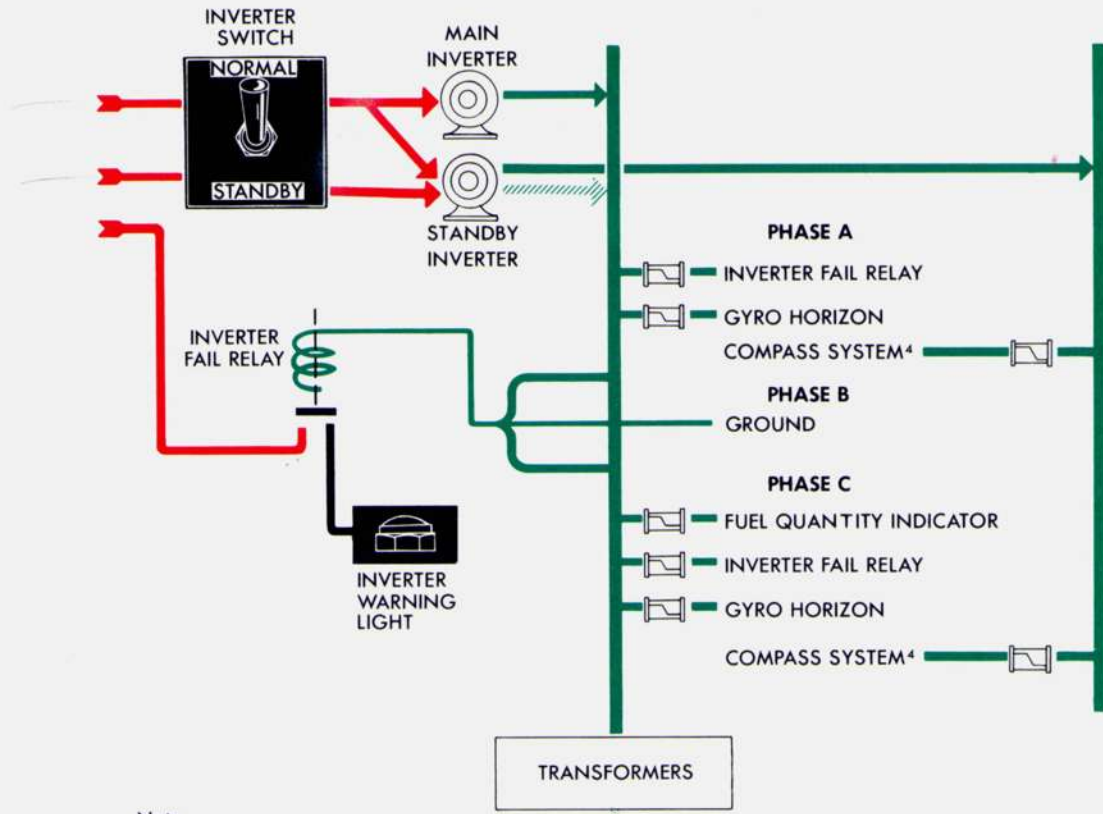 INVERTER
SWITCH
NORMAL
STANDBY
MAIN
INVERTER
STANDBY
INVERTER
INVERTER
FAIL RELAY
INVERTER
WARNING
LIGHT
PHASE A
INVERTER FAIL RELAY
GYRO HORIZON
COMPASS SYSTEM⁴
PHASE B
GROUND
PHASE C
FUEL QUANTITY INDICATOR
INVERTER FAIL RELAY
GYRO HORIZON
COMPASS SYSTEM⁴
TRANSFORMERS